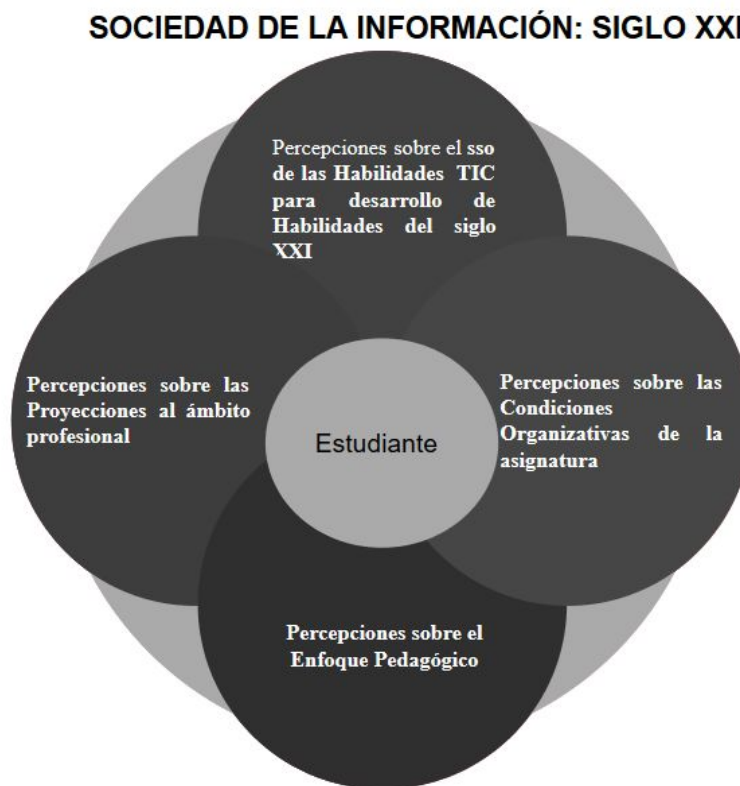 SOCIEDAD DE LA INFORMACIÓN: SIGLO XXI
Percepciones sobre el sso
de las Habilidades TIC
para desarrollo de
Habilidades del siglo
XXI
Percepciones sobre las
Proyecciones al ámbito
profesional
Estudiante
Percepciones sobre las
Condiciones
Organizativas de la
asignatura
Percepciones sobre el
Enfoque Pedagógico